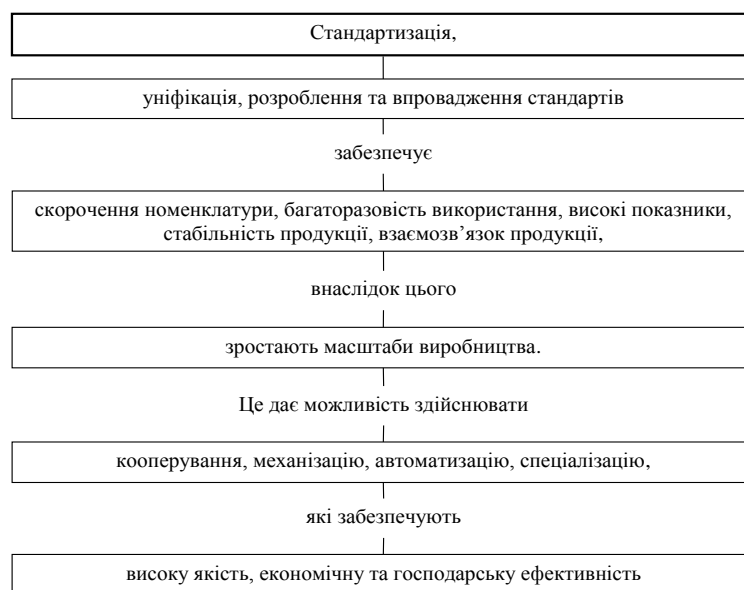 Стандартизація,
уніфікація, розроблення та впровадження стандартів
забезпечує
скорочення номенклатури, багаторазовість використання, високі показники,
стабільність продукції, взаємозв’язок продукції,
внаслідок цього
зростають масштаби виробництва.
Це дає можливість здійснювати
кооперування, механізацію, автоматизацію, спеціалізацію,
які забезпечують
високу якість, економічну та господарську ефективність